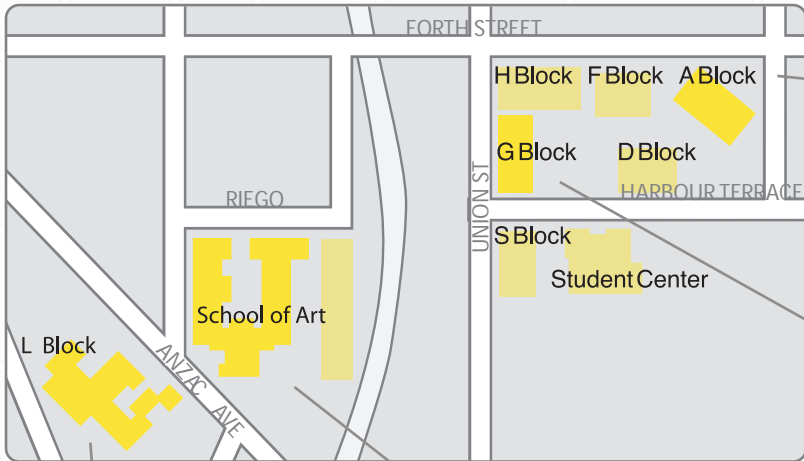 FORTH STREET
H Block
F Block
A Block
G Block
D Block
UNION ST
HARBOUR TERRACE
RIEGO
S Block
Student Center
School of Art
L Block
ANZAC AVE